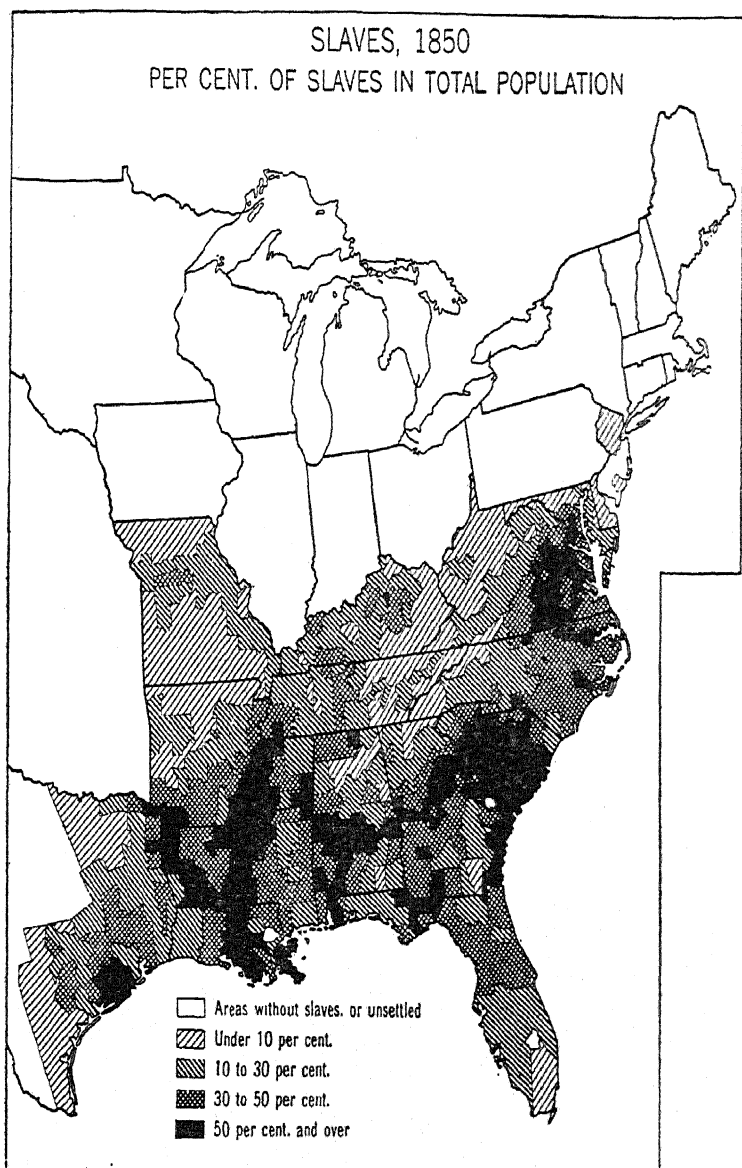 SLAVES, 1850
PER CENT. OF SLAVES IN TOTAL POPULATION
Areas without slaves. or unsettled
Under 10 per cent.
10 to 30 per cent.
30 to 50 per cent.
50 per cent. and over